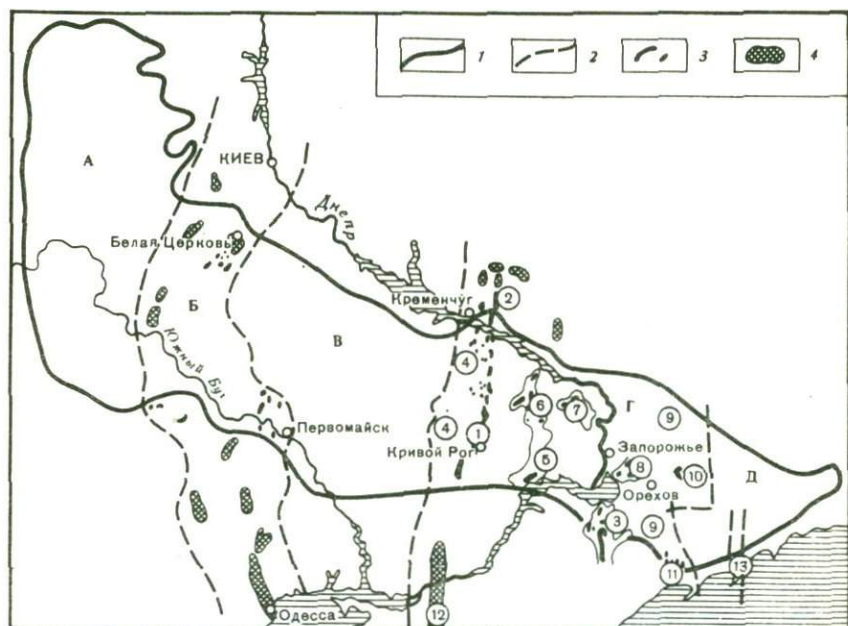 1
2
3
4
А
КИЕВ
Днепр
Белая Церковь
Б
Кременчуг
2
В
4
Южный Буг
6
7
Г
9
Первомайск
4
1
Кривой Рог
Запорожье
5
8
10
Д
Орехов
3
9
11
13
Одесса
12